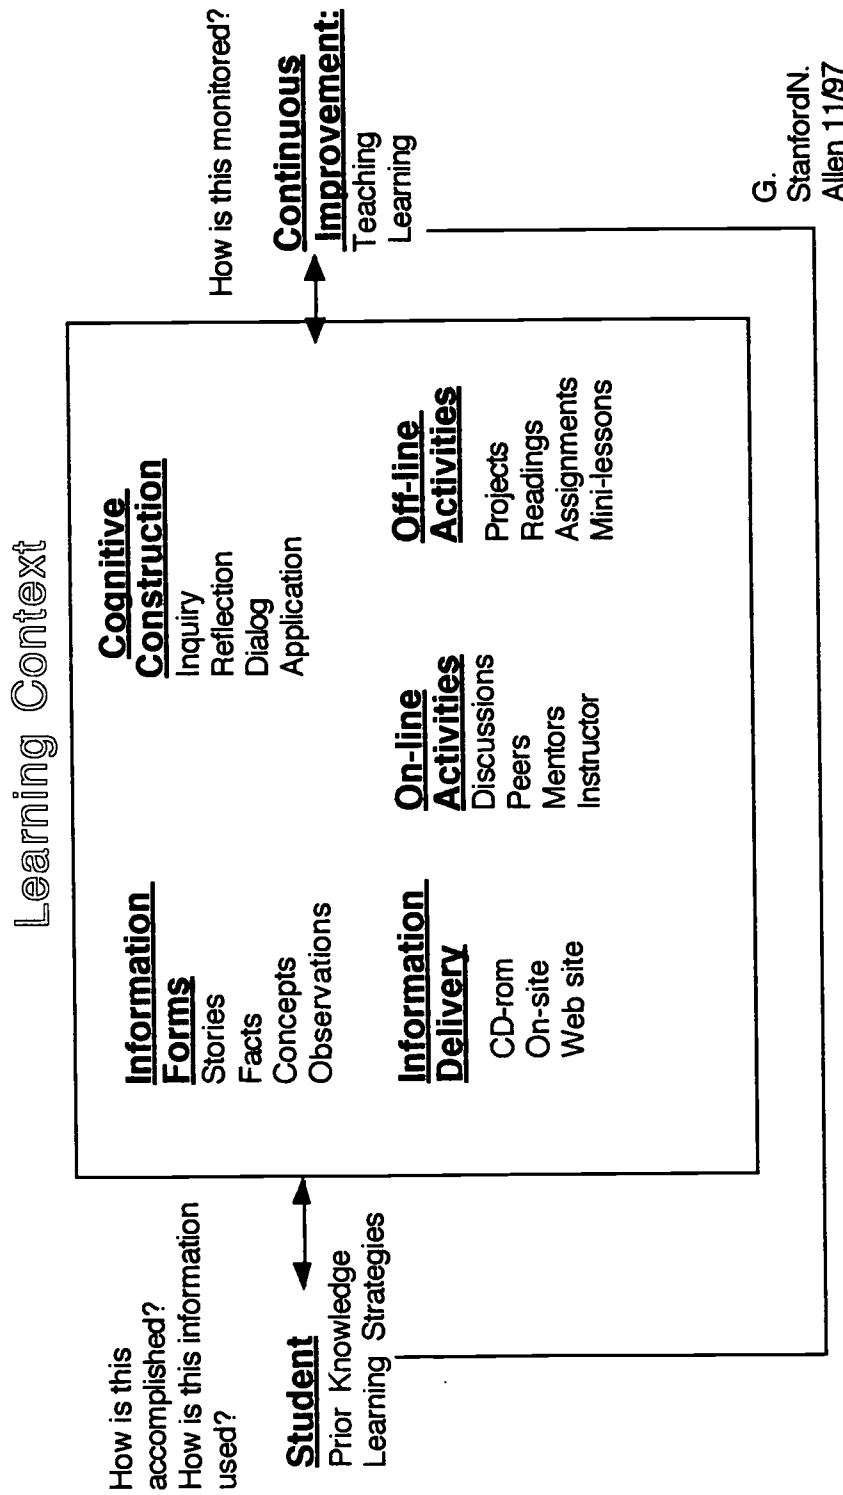 Learning Context
How is this
accomplished?
How is this information
used?
Student
Prior Knowledge
Learning Strategies
Information
Forms
Stories
Facts
Concepts
Observations
Cognitive
Construction
Inquiry
Reflection
Dialog
Application
Information
Delivery
CD-rom
On-site
Web site
On-line
Activities
Discussions
Peers
Mentors
Instructor
Off-line
Activities
Projects
Readings
Assignments
Mini-lessons
How is this monitored?
Continuous
Improvement:
Teaching
Learning
G.
StanfordN.
Allen 11/97